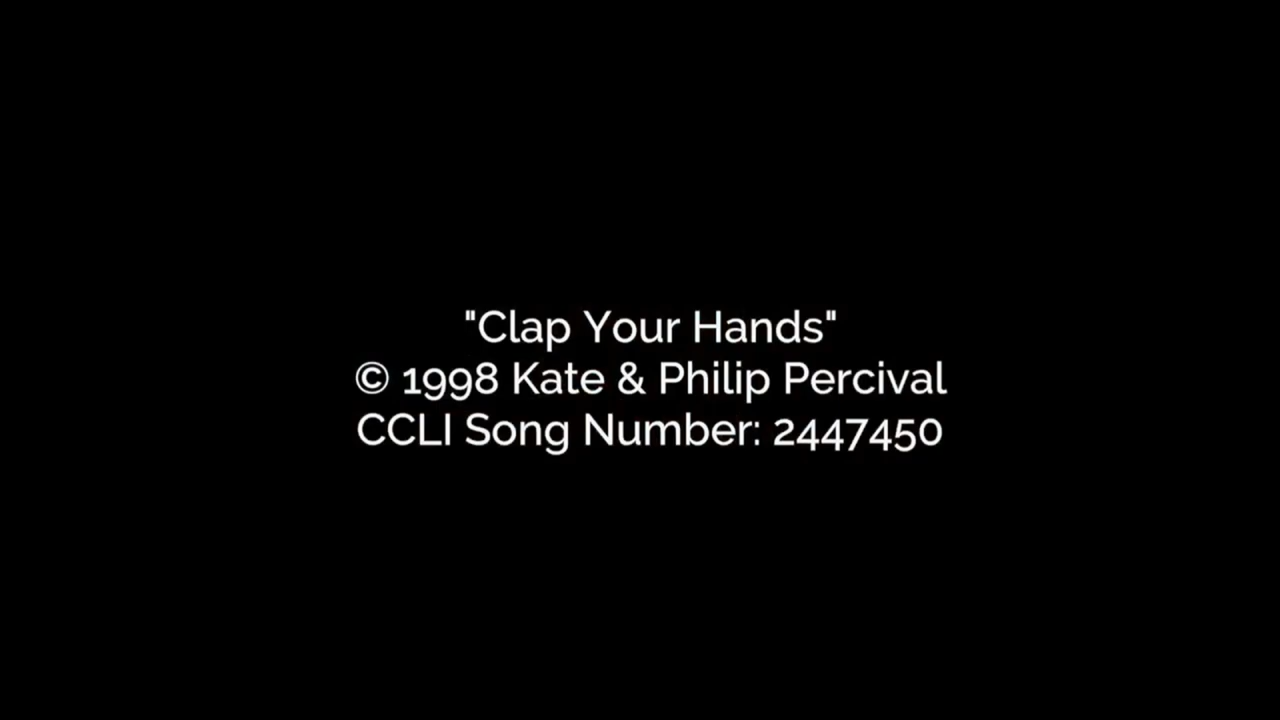 "Clap Your Hands"
© 1998 Kate & Philip Percival
CCLI Song Number: 2447450